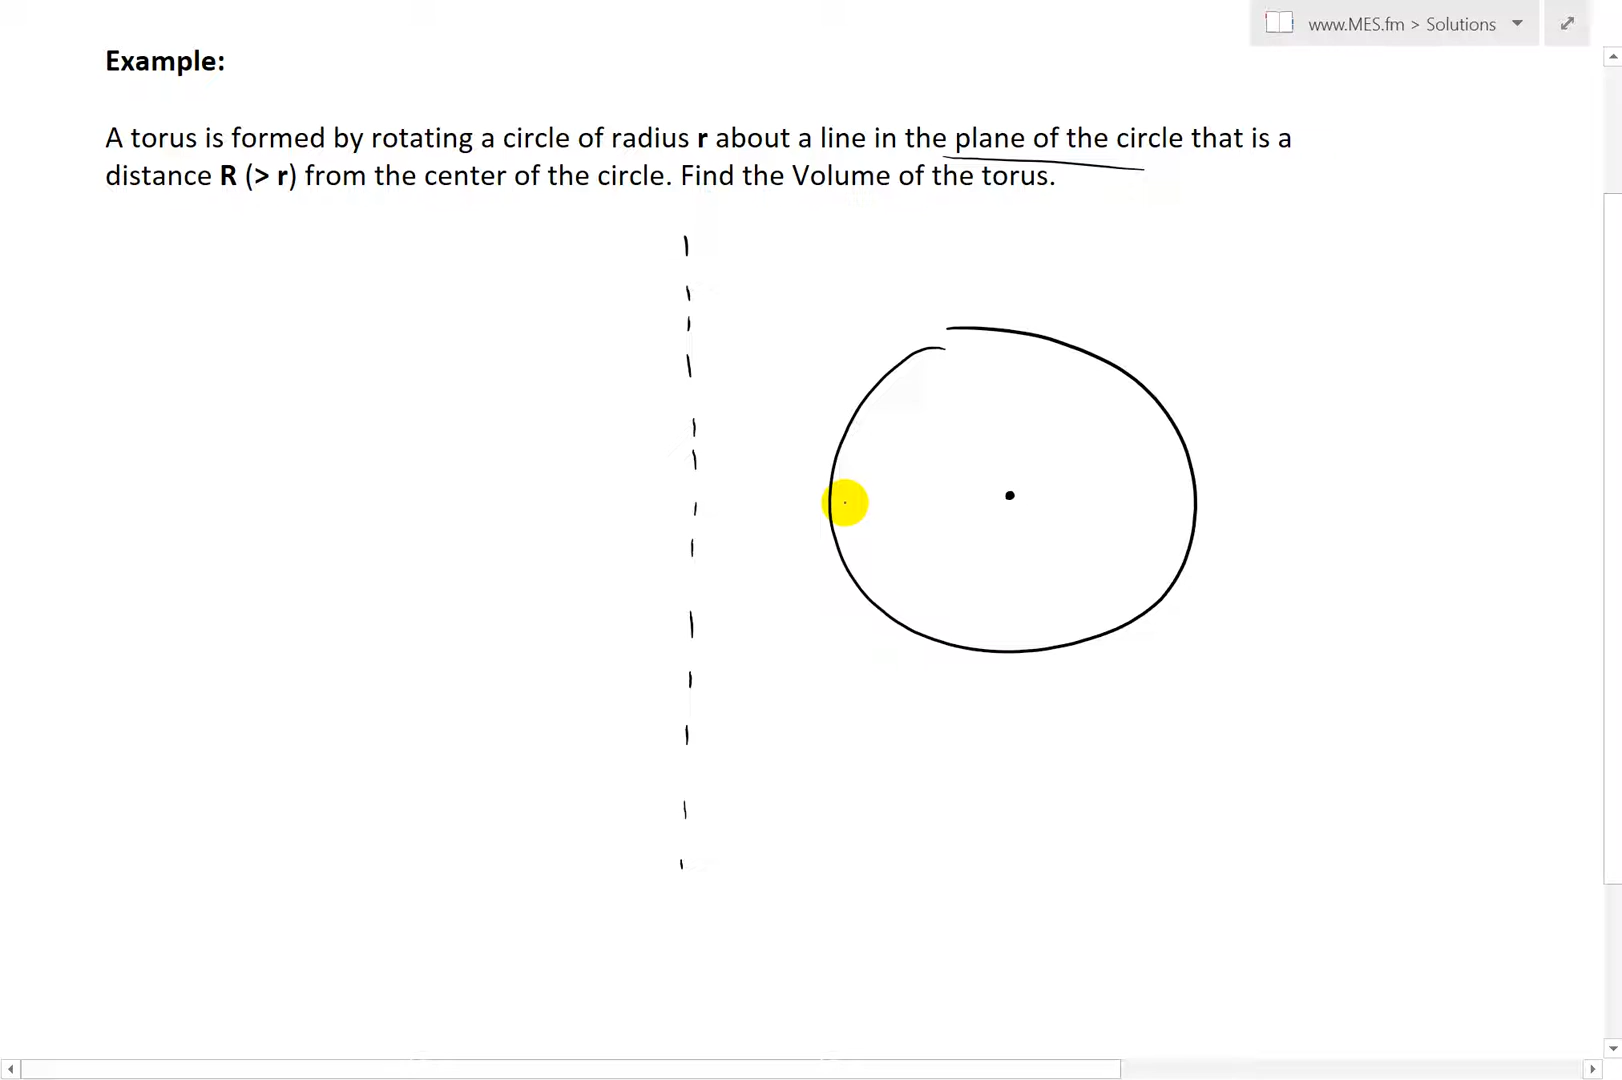 www.MES.fm > Solutions
Example:
A torus is formed by rotating a circle of radius r about a line in the plane of the circle that is a
distance R (> r) from the center of the circle. Find the Volume of the torus.